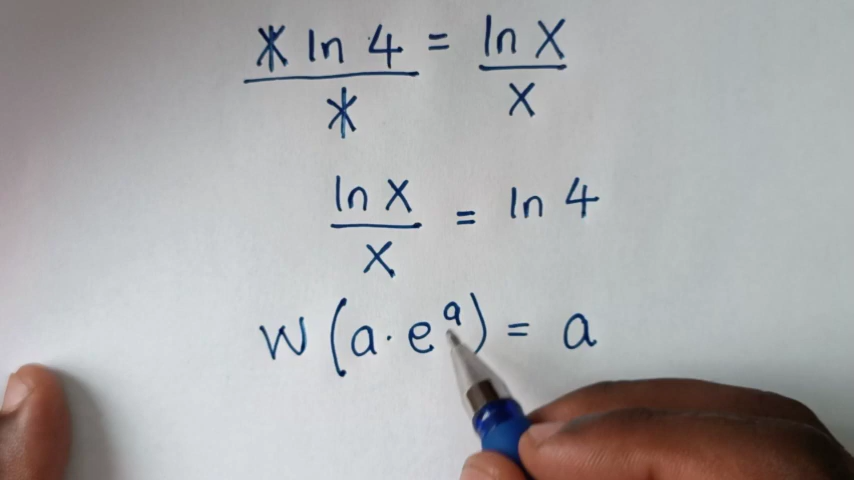 x ln 4 / x = ln x / x
ln x / x = ln 4
W(a · e^a) = a